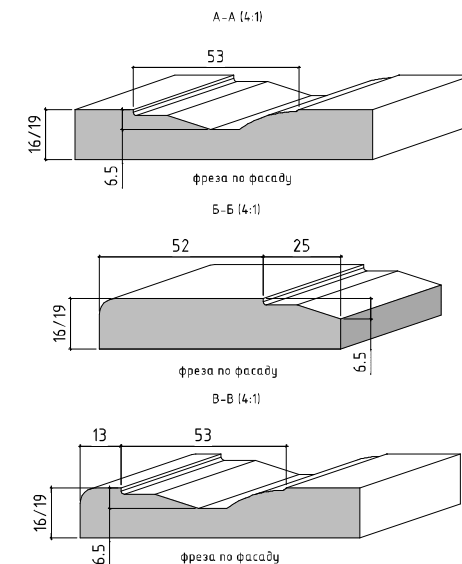 А-А (4:1)
53
16/19
6.5
фреза по фасаду
Б-Б (4:1)
52 25
16/19
6.5
фреза по фасаду
В-В (4:1)
13 53
16/19
6.5
фреза по фасаду